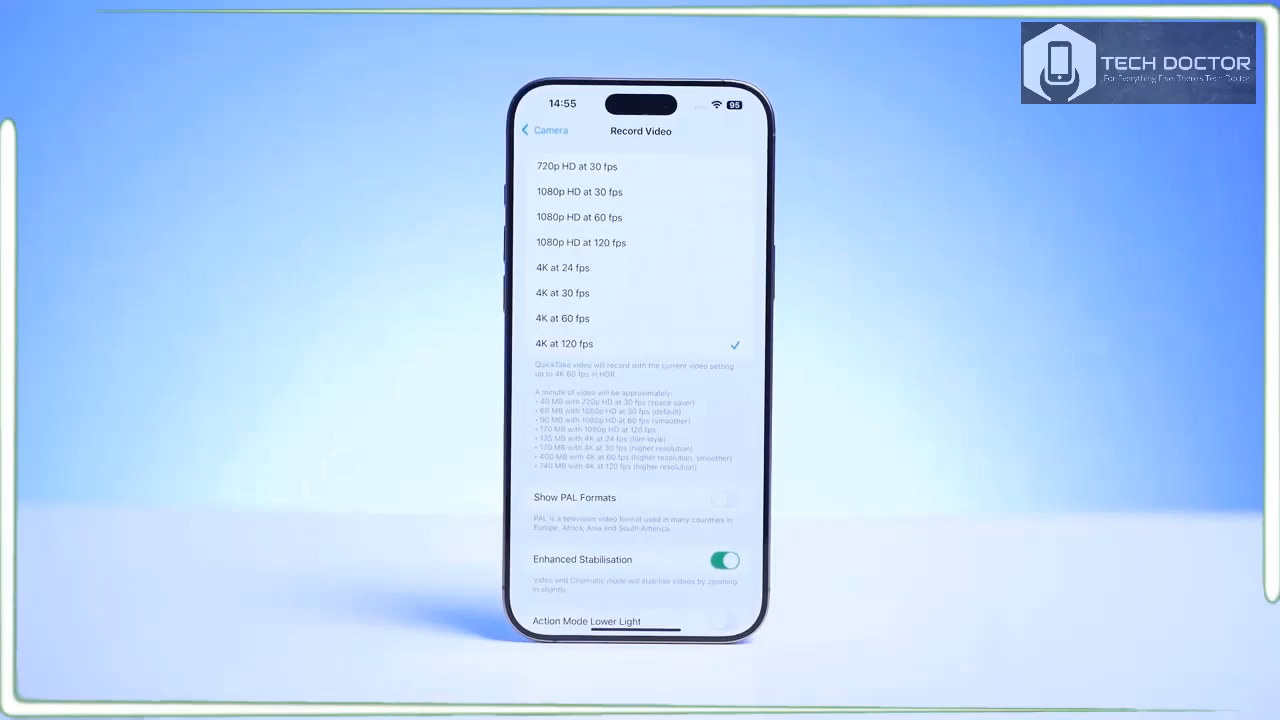 TECH DOCTOR
For Everything Else, There's Tech Doctor
14:55
95
Camera
Record Video
720p HD at 30 fps
1080p HD at 30 fps
1080p HD at 60 fps
1080p HD at 120 fps
4K at 24 fps
4K at 30 fps
4K at 60 fps
4K at 120 fps
QuickTake video will record with the current video setting
up to 4K 60 fps in HDR.
A minute of video will be approximately:
• 40 MB with 720p HD at 30 fps (space saver)
• 60 MB with 1080p HD at 30 fps (default)
• 90 MB with 1080p HD at 60 fps (smoother)
• 170 MB with 1080p HD at 120 fps
• 135 MB with 4K at 24 fps (film style)
• 170 MB with 4K at 30 fps (higher resolution)
• 400 MB with 4K at 60 fps (higher resolution, smoother)
• 740 MB with 4K at 120 fps (higher resolution)
Show PAL Formats
PAL is a television video format used in many countries in
Europe, Africa, Asia and South America.
Enhanced Stabilisation
Video and Cinematic mode will stabilise videos by zooming
in slightly.
Action Mode Lower Light